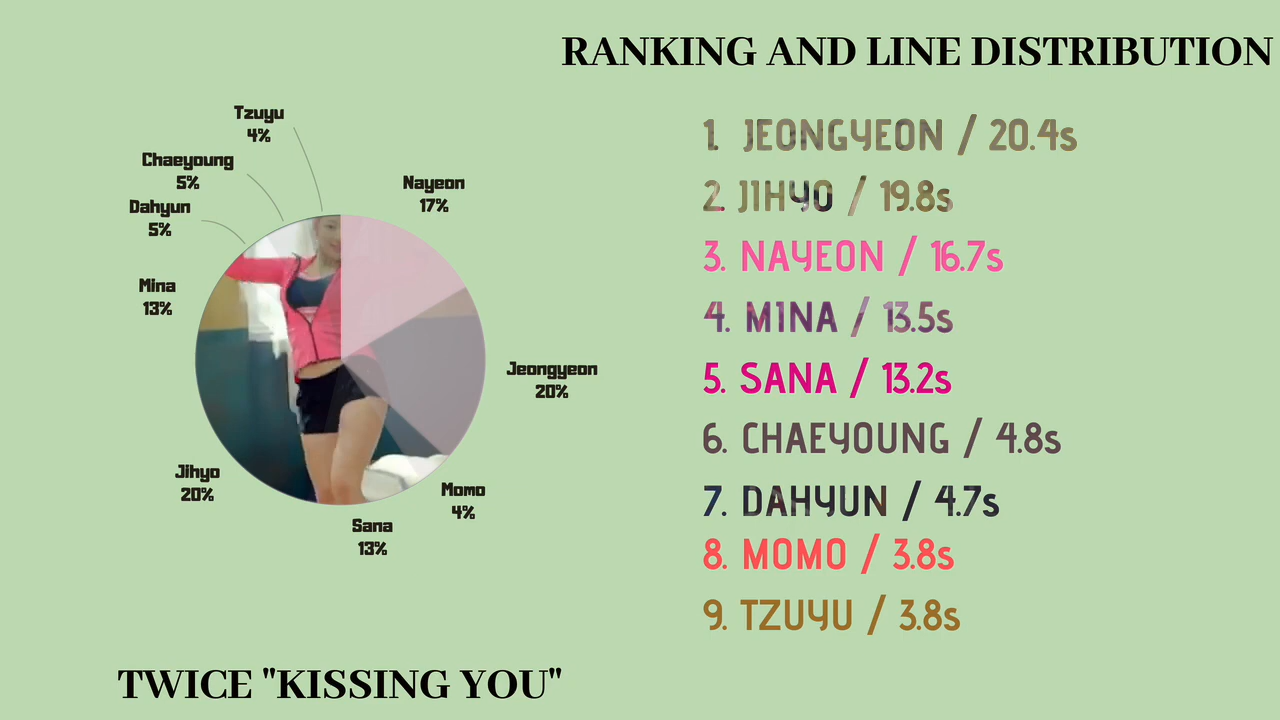 RANKING AND LINE DISTRIBUTION
Tzuyu
4%
Chaeyoung
5%
Dahyun
5%
Mina
13%
Jihyo
20%
Sana
13%
Momo
4%
Jeongyeon
20%
Nayeon
17%
1. JEONGYEON / 20.4s
2. JIHYO / 19.8s
3. NAYEON / 16.7s
4. MINA / 13.5s
5. SANA / 13.2s
6. CHAEYOUNG / 4.8s
7. DAHYUN / 4.7s
8. MOMO / 3.8s
9. TZUYU / 3.8s
TWICE "KISSING YOU"